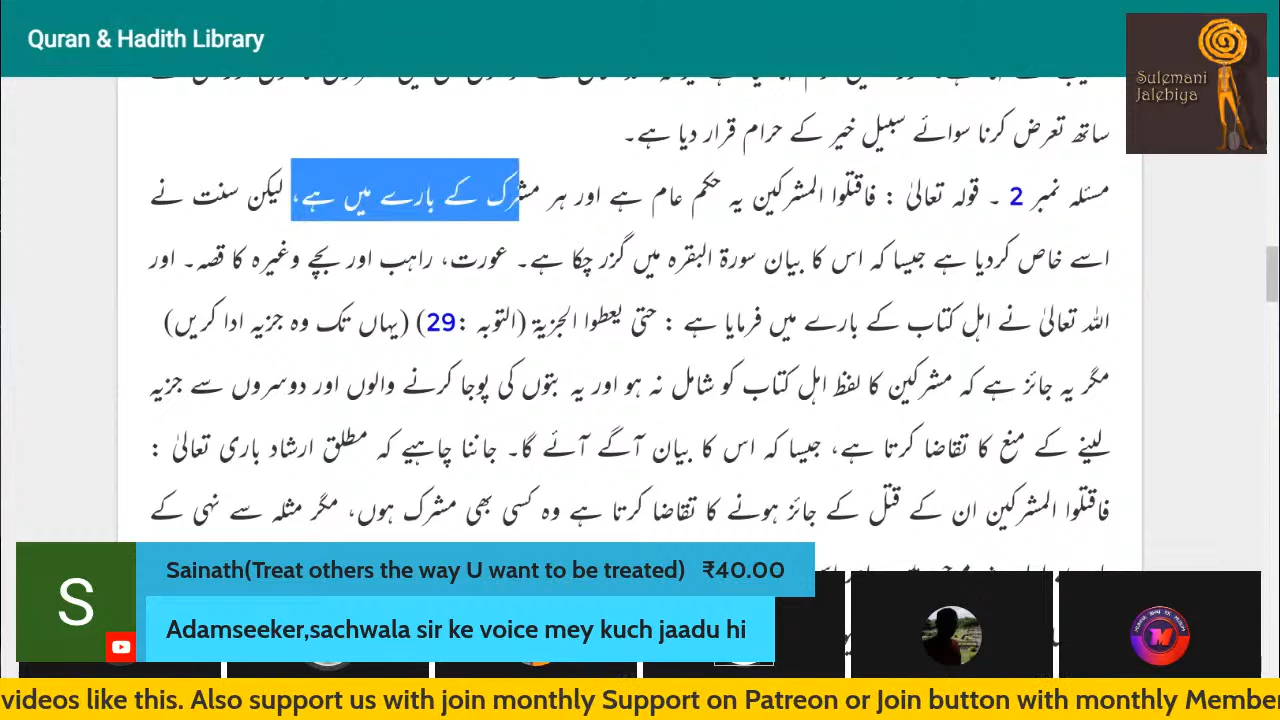 Quran & Hadith Library
Sulemani
Jalebiya
ساتھ تعرض کرنا سوائے سبیل خیر کے حرام قرار دیا ہے۔
مسئلہ نمبر 2 ۔ قولہ تعالیٰ : فاقتلوا المشرکین یہ حکم عام ہے اور ہر مشرک کے بارے میں ہے، لیکن سنت نے
اسے خاص کردیا ہے جیسا کہ اس کا بیان سورۃ البقرہ میں گزر چکا ہے۔ عورت، راہب اور بچے وغیرہ کا قصہ۔ اور
اللہ تعالیٰ نے اہل کتاب کے بارے میں فرمایا ہے : حتی یعطوا الجزیۃ (التوبہ :29) (یہاں تک وہ جزیہ ادا کریں)
مگر یہ جائز ہے کہ مشرکین کا لفظ اہل کتاب کو شامل نہ ہو اور یہ بتوں کی پوجا کرنے والوں اور دوسروں سے جزیہ
لینے کے منع کا تقاضا کرتا ہے، جیسا کہ اس کا بیان آگے آئے گا۔ جاننا چاہیے کہ مطلق ارشاد باری تعالیٰ :
فاقتلوا المشرکین ان کے قتل کے جائز ہونے کا تقاضا کرتا ہے وہ کسی بھی مشرک ہوں، مگر مثلہ سے نہی کے
S
Sainath(Treat others the way U want to be treated) ₹40.00
Adamseeker,sachwala sir ke voice mey kuch jaadu hi
M
videos like this. Also support us with join monthly Support on Patreon or Join button with monthly Member